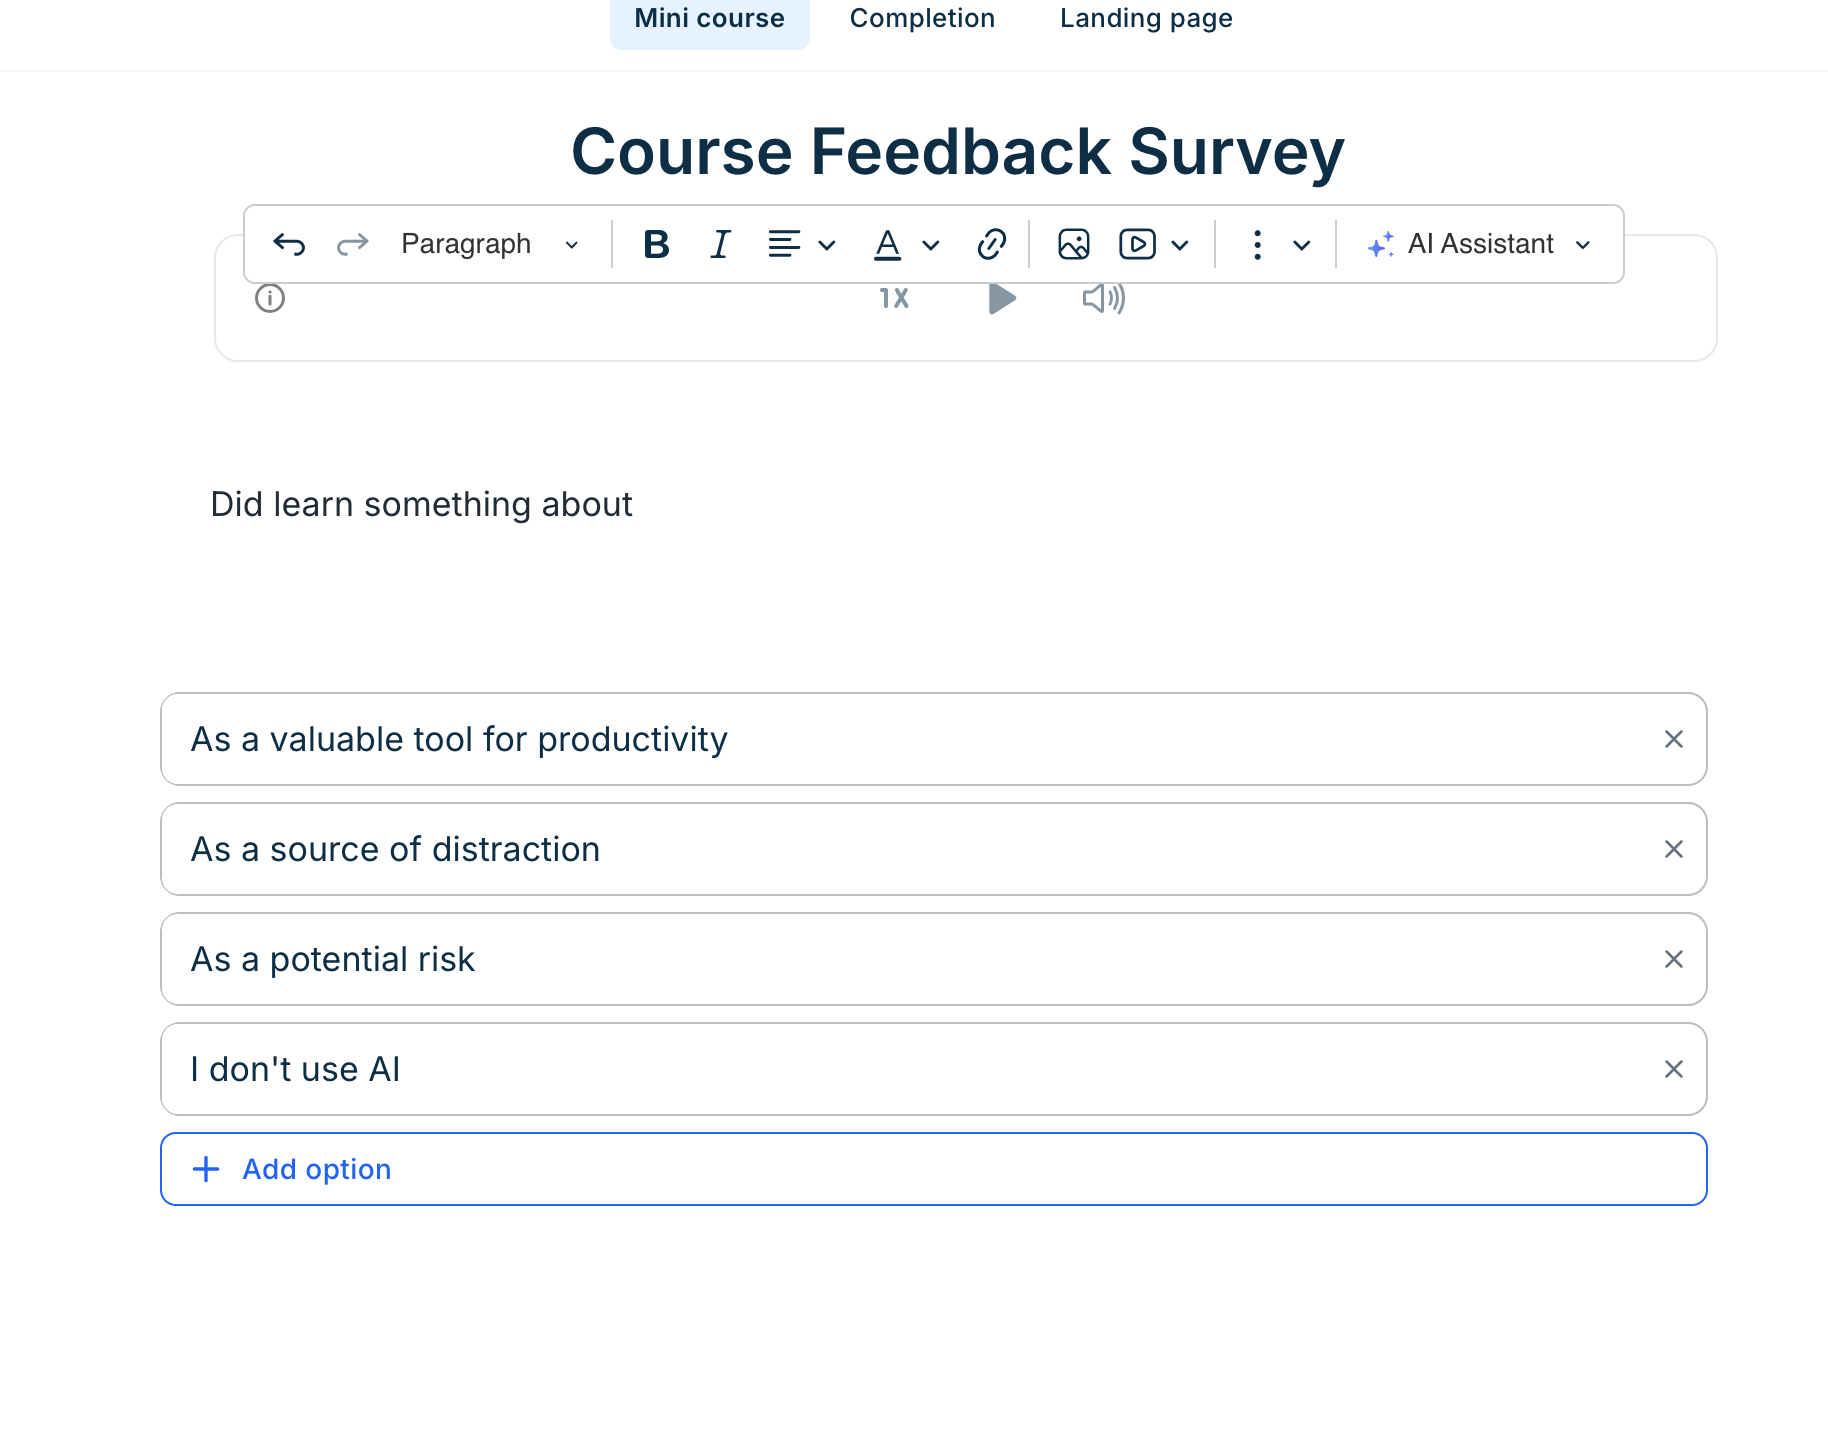 Mini course Completion Landing page
Course Feedback Survey
Paragraph B I A AI Assistant
1X
Did learn something about
As a valuable tool for productivity
As a source of distraction
As a potential risk
I don't use AI
Add option